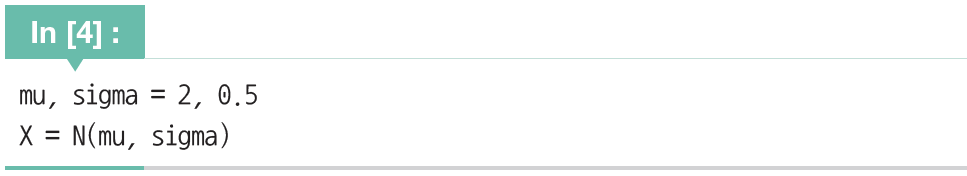 In [4] :
mu, sigma = 2, 0.5
X = N(mu, sigma)